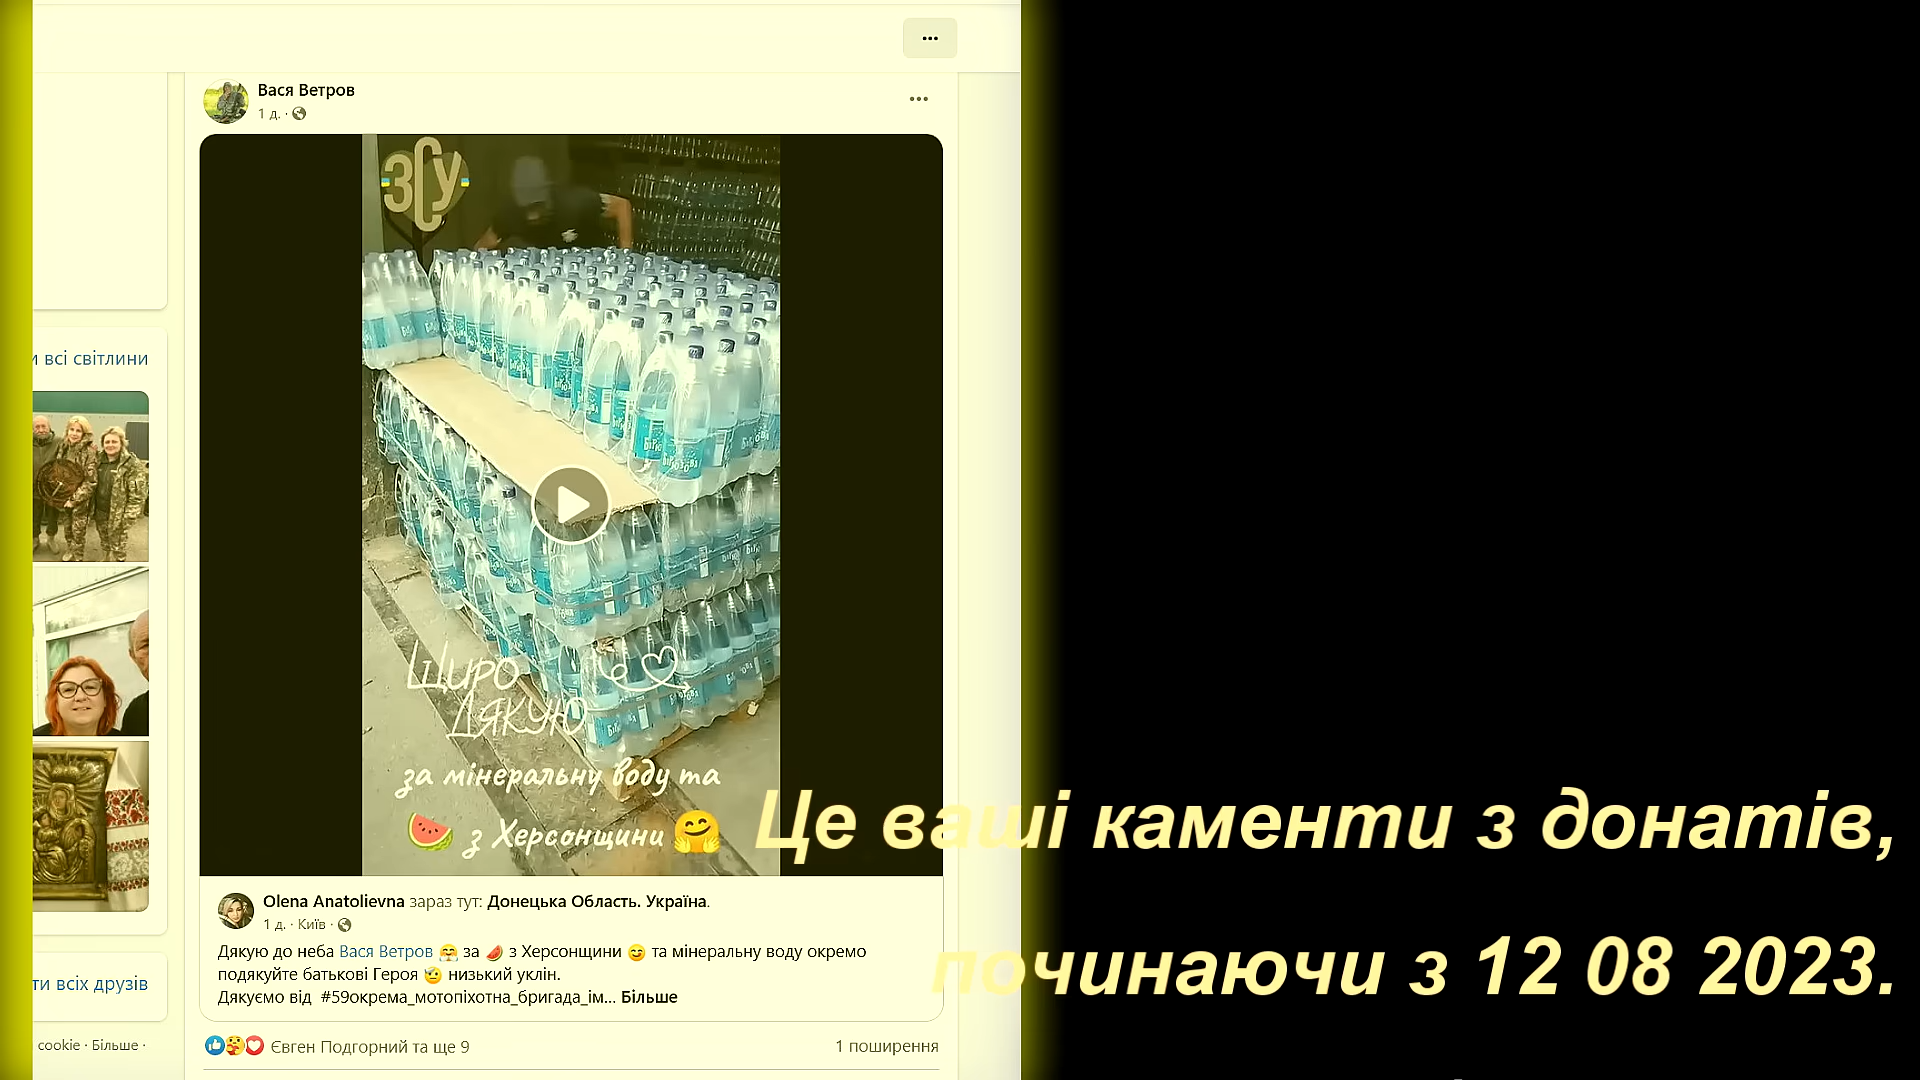 Вася Ветров
1 д. ·
ЗСУ
и всі світлини
Щиро
дякую
за мінеральну воду та
🍉 з Херсонщини 🤗
Це ваші каменти з донатів,
починаючи з 12 08 2023.
Olena Anatolievna зараз тут: Донецька Область. Україна.
1 д. · Київ ·
Дякую до неба Вася Ветров 🤗 за 🍉 з Херсонщини 😊 та мінеральну воду окремо
подякуйте батькові Героя 🫡 низький уклін.
Дякуємо від #59окрема_мотопіхотна_бригада_ім... Більше
ти всіх друзів
cookie · Більше ·
Євген Подгорний та ще 9
1 поширення